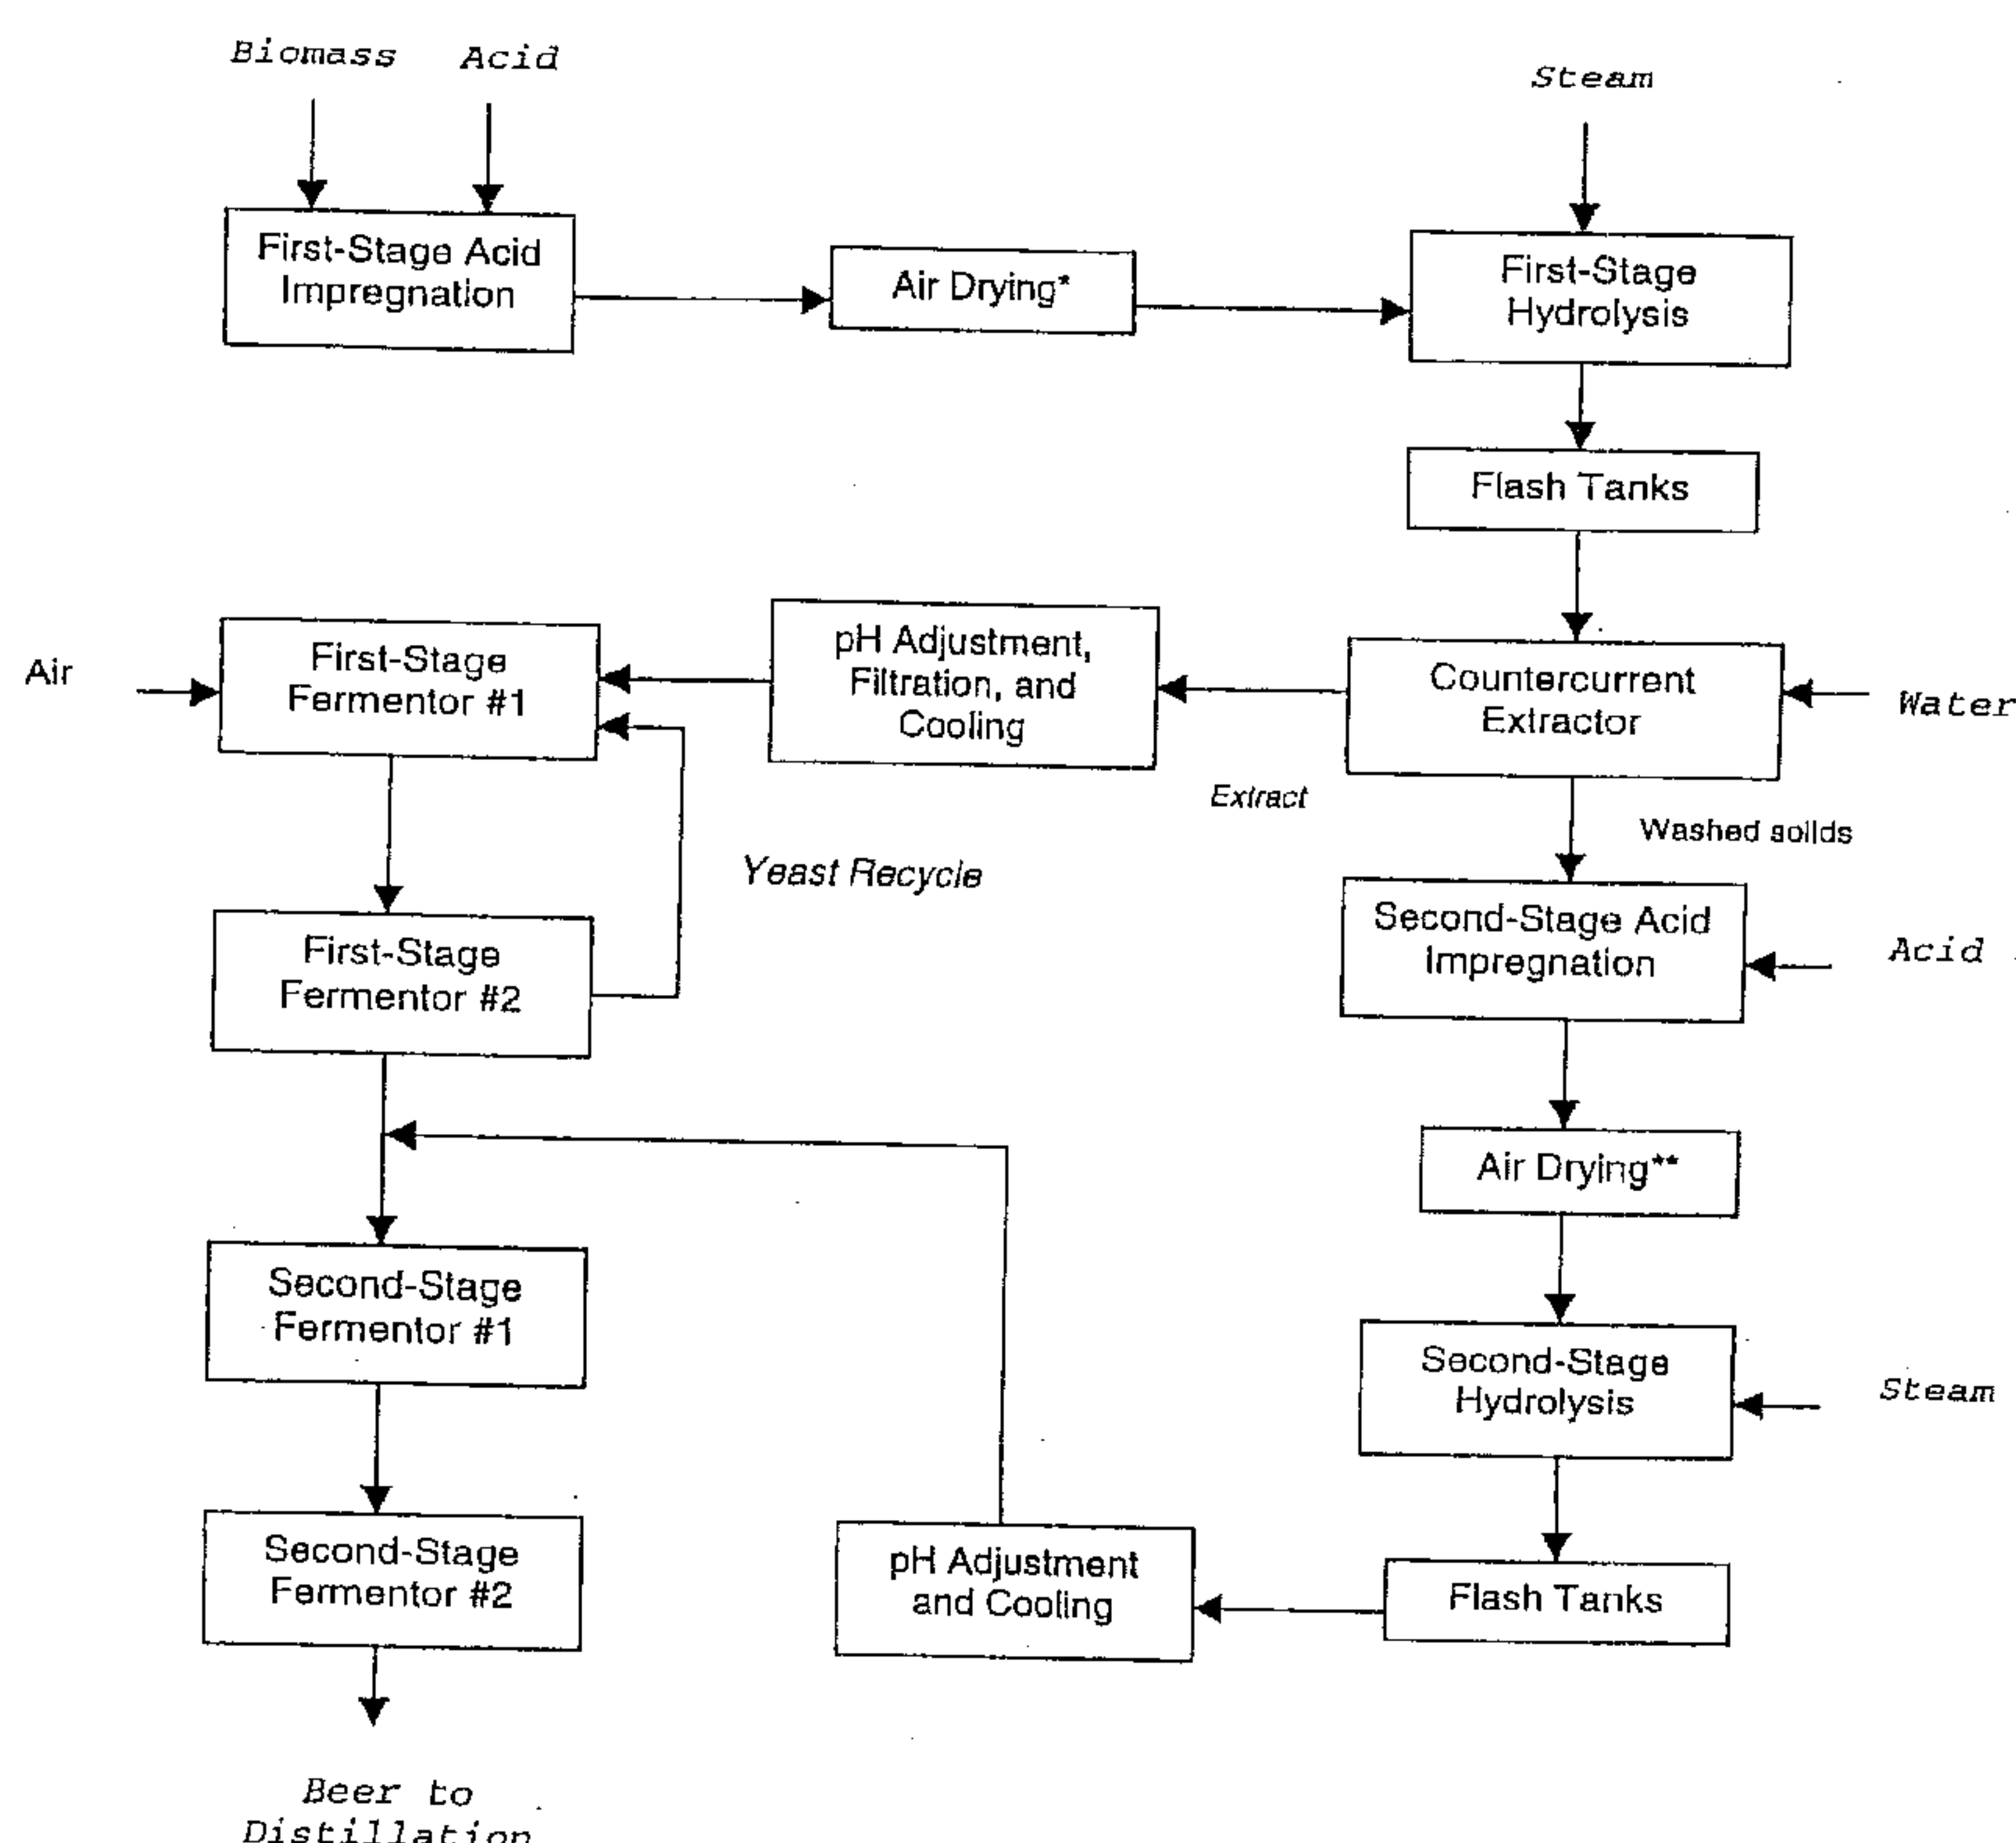 Biomass Acid
Steam
First-Stage Acid
Impregnation
Air Drying*
First-Stage
Hydrolysis
Flash Tanks
Air
First-Stage
Fermentor #1
pH Adjustment,
Filtration, and
Cooling
Countercurrent
Extractor
Water
Extract
Washed solids
Yeast Recycle
First-Stage
Fermentor #2
Second-Stage Acid
Impregnation
Acid
Air Drying**
Second-Stage
Fermentor #1
Second-Stage
Hydrolysis
Steam
Second-Stage
Fermentor #2
pH Adjustment
and Cooling
Flash Tanks
Beer to
Distillation